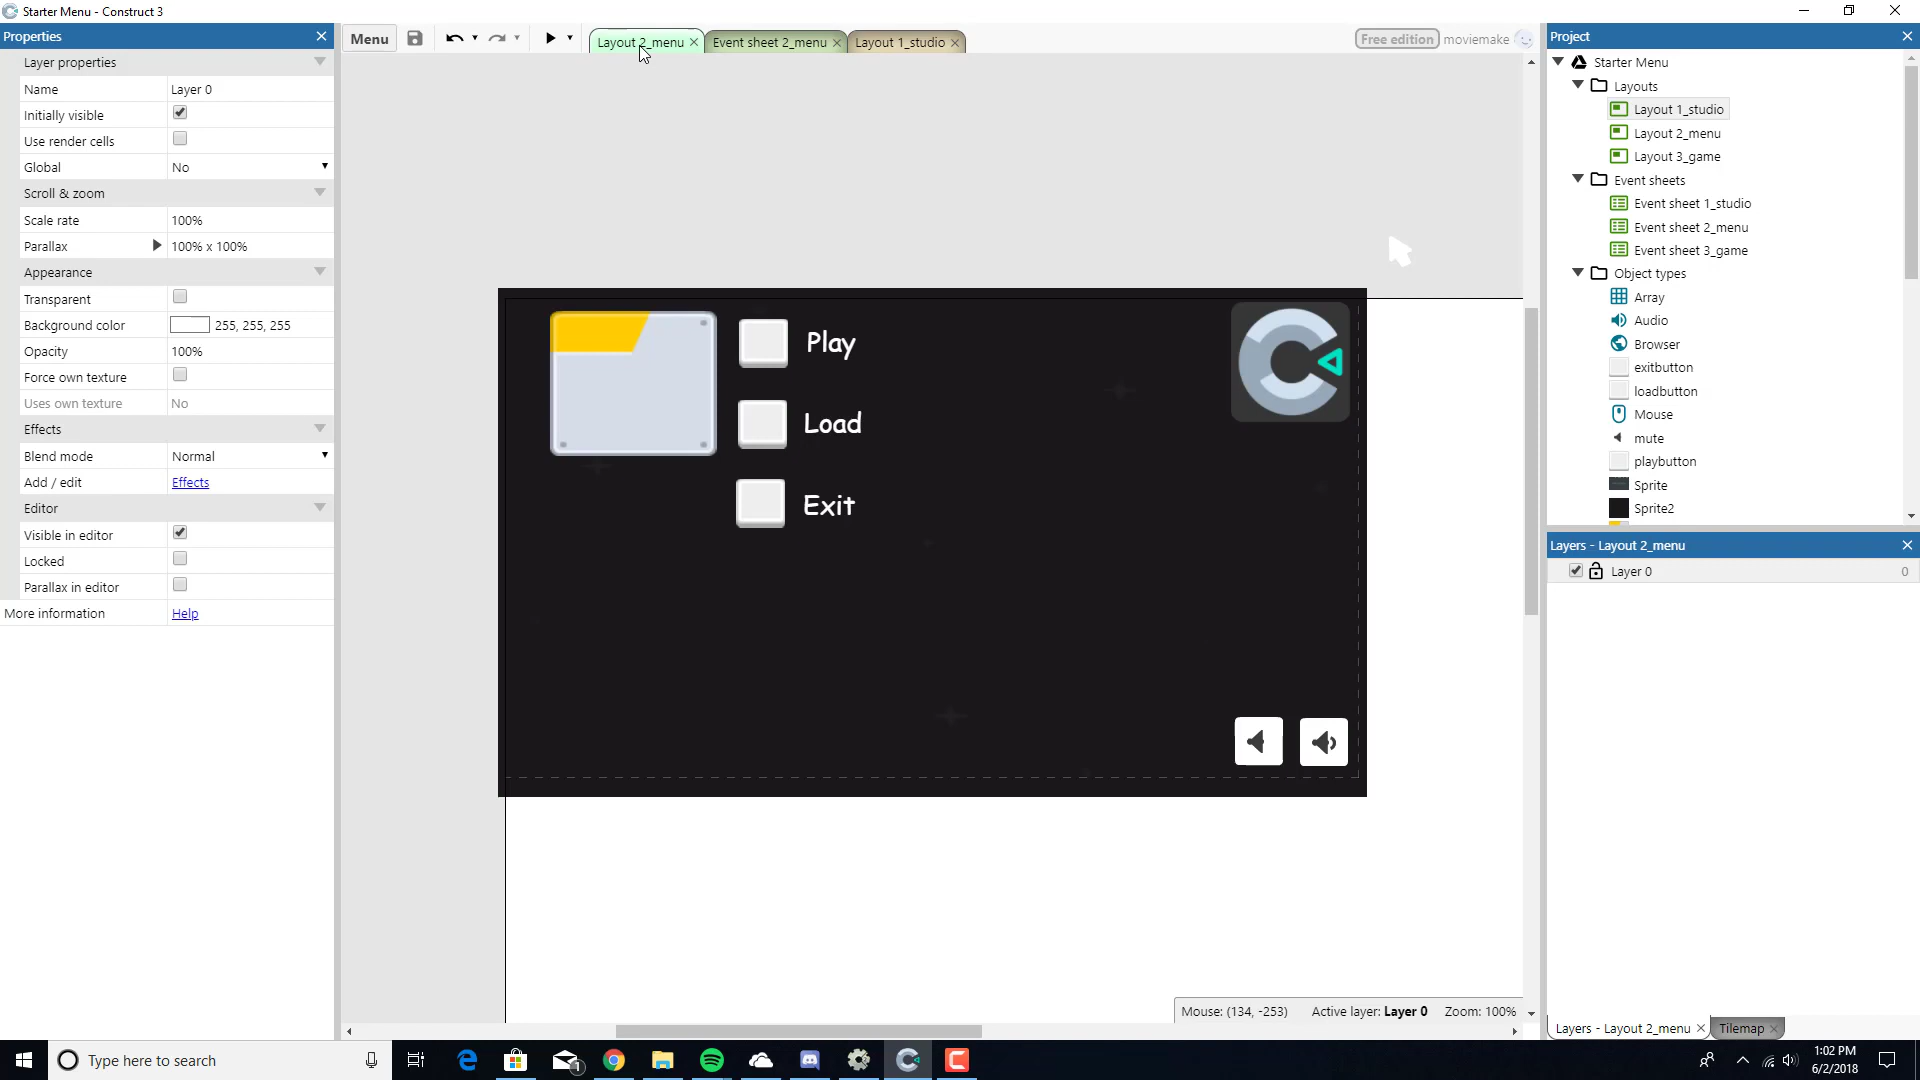 Starter Menu - Construct 3
Properties
Layer properties
Name Layer 0
Initially visible
Use render cells
Global No
Scroll & zoom
Scale rate 100%
Parallax 100% x 100%
Appearance
Transparent
Background color 255, 255, 255
Opacity 100%
Force own texture
Uses own texture No
Effects
Blend mode Normal
Add / edit Effects
Editor
Visible in editor
Locked
Parallax in editor
More information Help
Menu
Layout 2_menu
Event sheet 2_menu
Layout 1_studio
Free edition moviemake
Play
Load
Exit
Mouse: (134, -253) Active layer: Layer 0 Zoom: 100%
Project
Starter Menu
Layouts
Layout 1_studio
Layout 2_menu
Layout 3_game
Event sheets
Event sheet 1_studio
Event sheet 2_menu
Event sheet 3_game
Object types
Array
Audio
Browser
exitbutton
loadbutton
Mouse
mute
playbutton
Sprite
Sprite2
Layers - Layout 2_menu
Layer 0 0
Layers - Layout 2_menu Tilemap
Type here to search
1
1:02 PM
6/2/2018